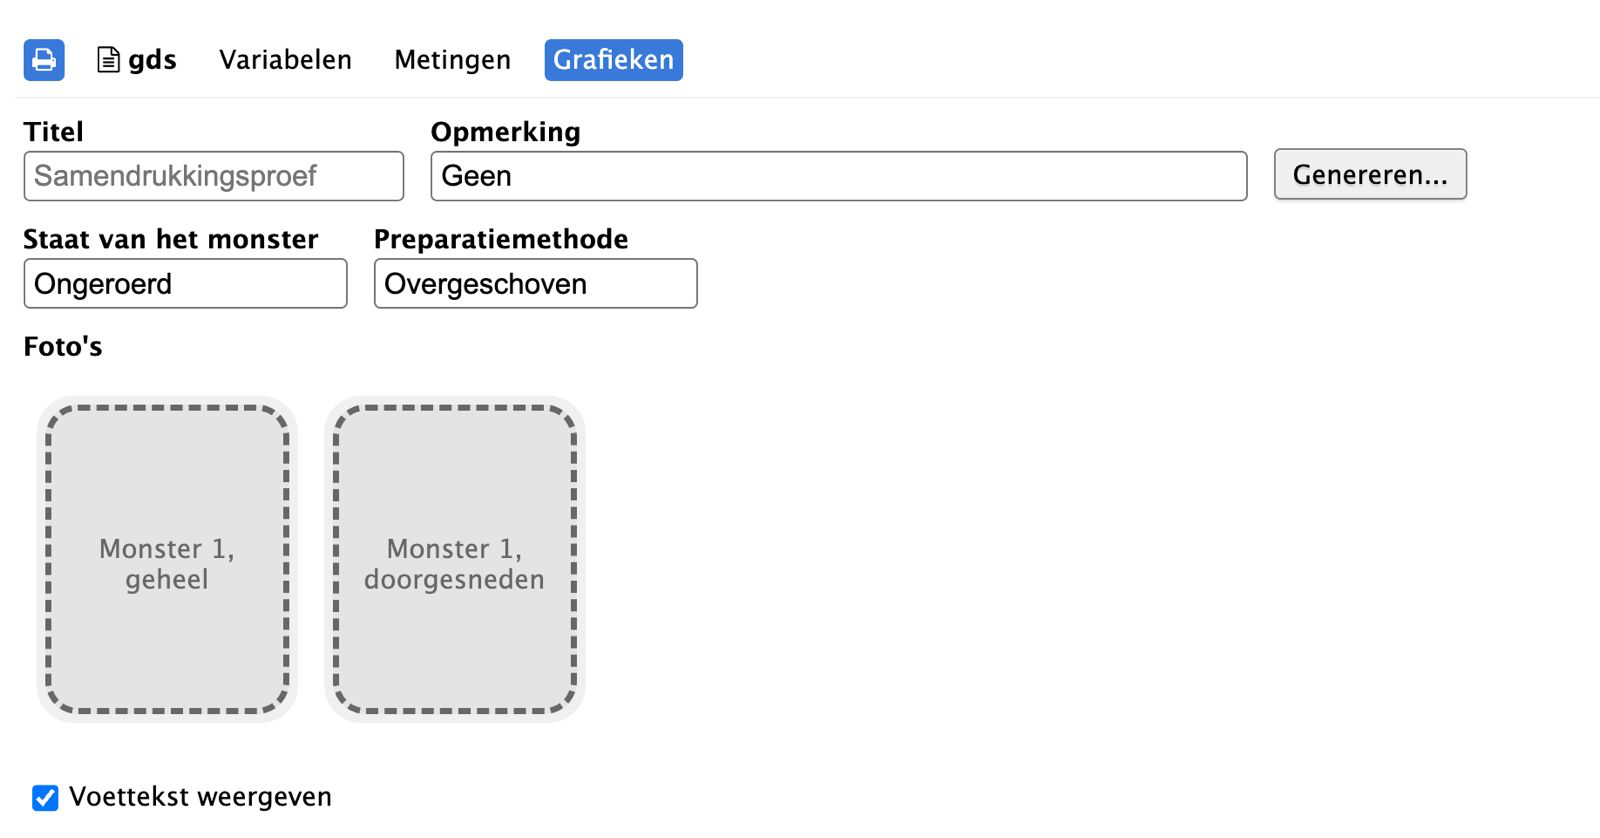 gds Variabelen Metingen Grafieken
Titel Opmerking
Samendrukkingsproef Geen Genereren...
Staat van het monster Preparatiemethode
Ongeroerd Overgeschoven
Foto's
Monster 1,
geheel
Monster 1,
doorgesneden
Voettekst weergeven